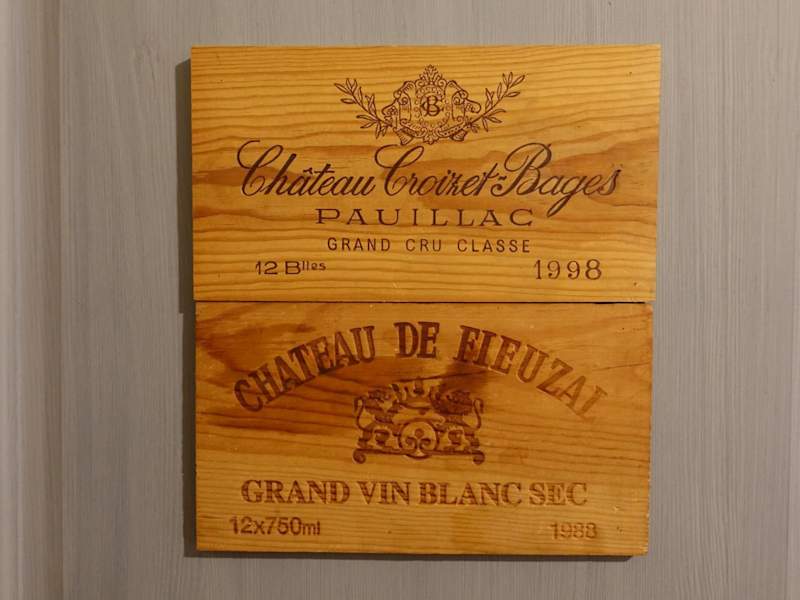 CB
Château Croizet-Bages
PAUILLAC
GRAND CRU CLASSE
12 Blles 1998
CHATEAU DE FIEUZAL
GRAND VIN BLANC SEC
12x750ml 1988